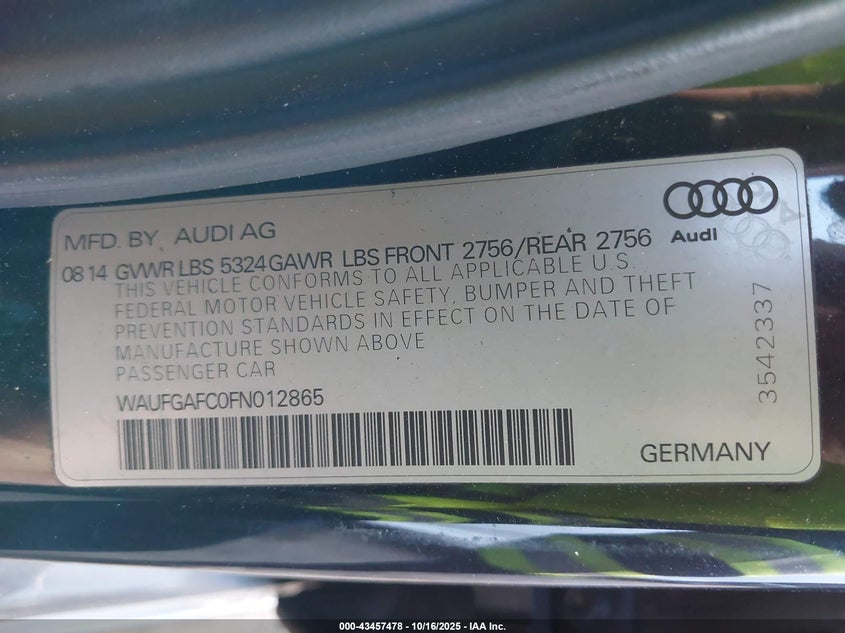 MFD. BY AUDI AG
Audi
08 14 GVWR LBS 5324 GAWR LBS FRONT 2756/REAR 2756
THIS VEHICLE CONFORMS TO ALL APPLICABLE U.S.
FEDERAL MOTOR VEHICLE SAFETY, BUMPER AND THEFT
PREVENTION STANDARDS IN EFFECT ON THE DATE OF
MANUFACTURE SHOWN ABOVE
PASSENGER CAR
WAUFGAFC0FN012865
3542337
GERMANY
000-43457478 - 10/16/2025 - IAA Inc.